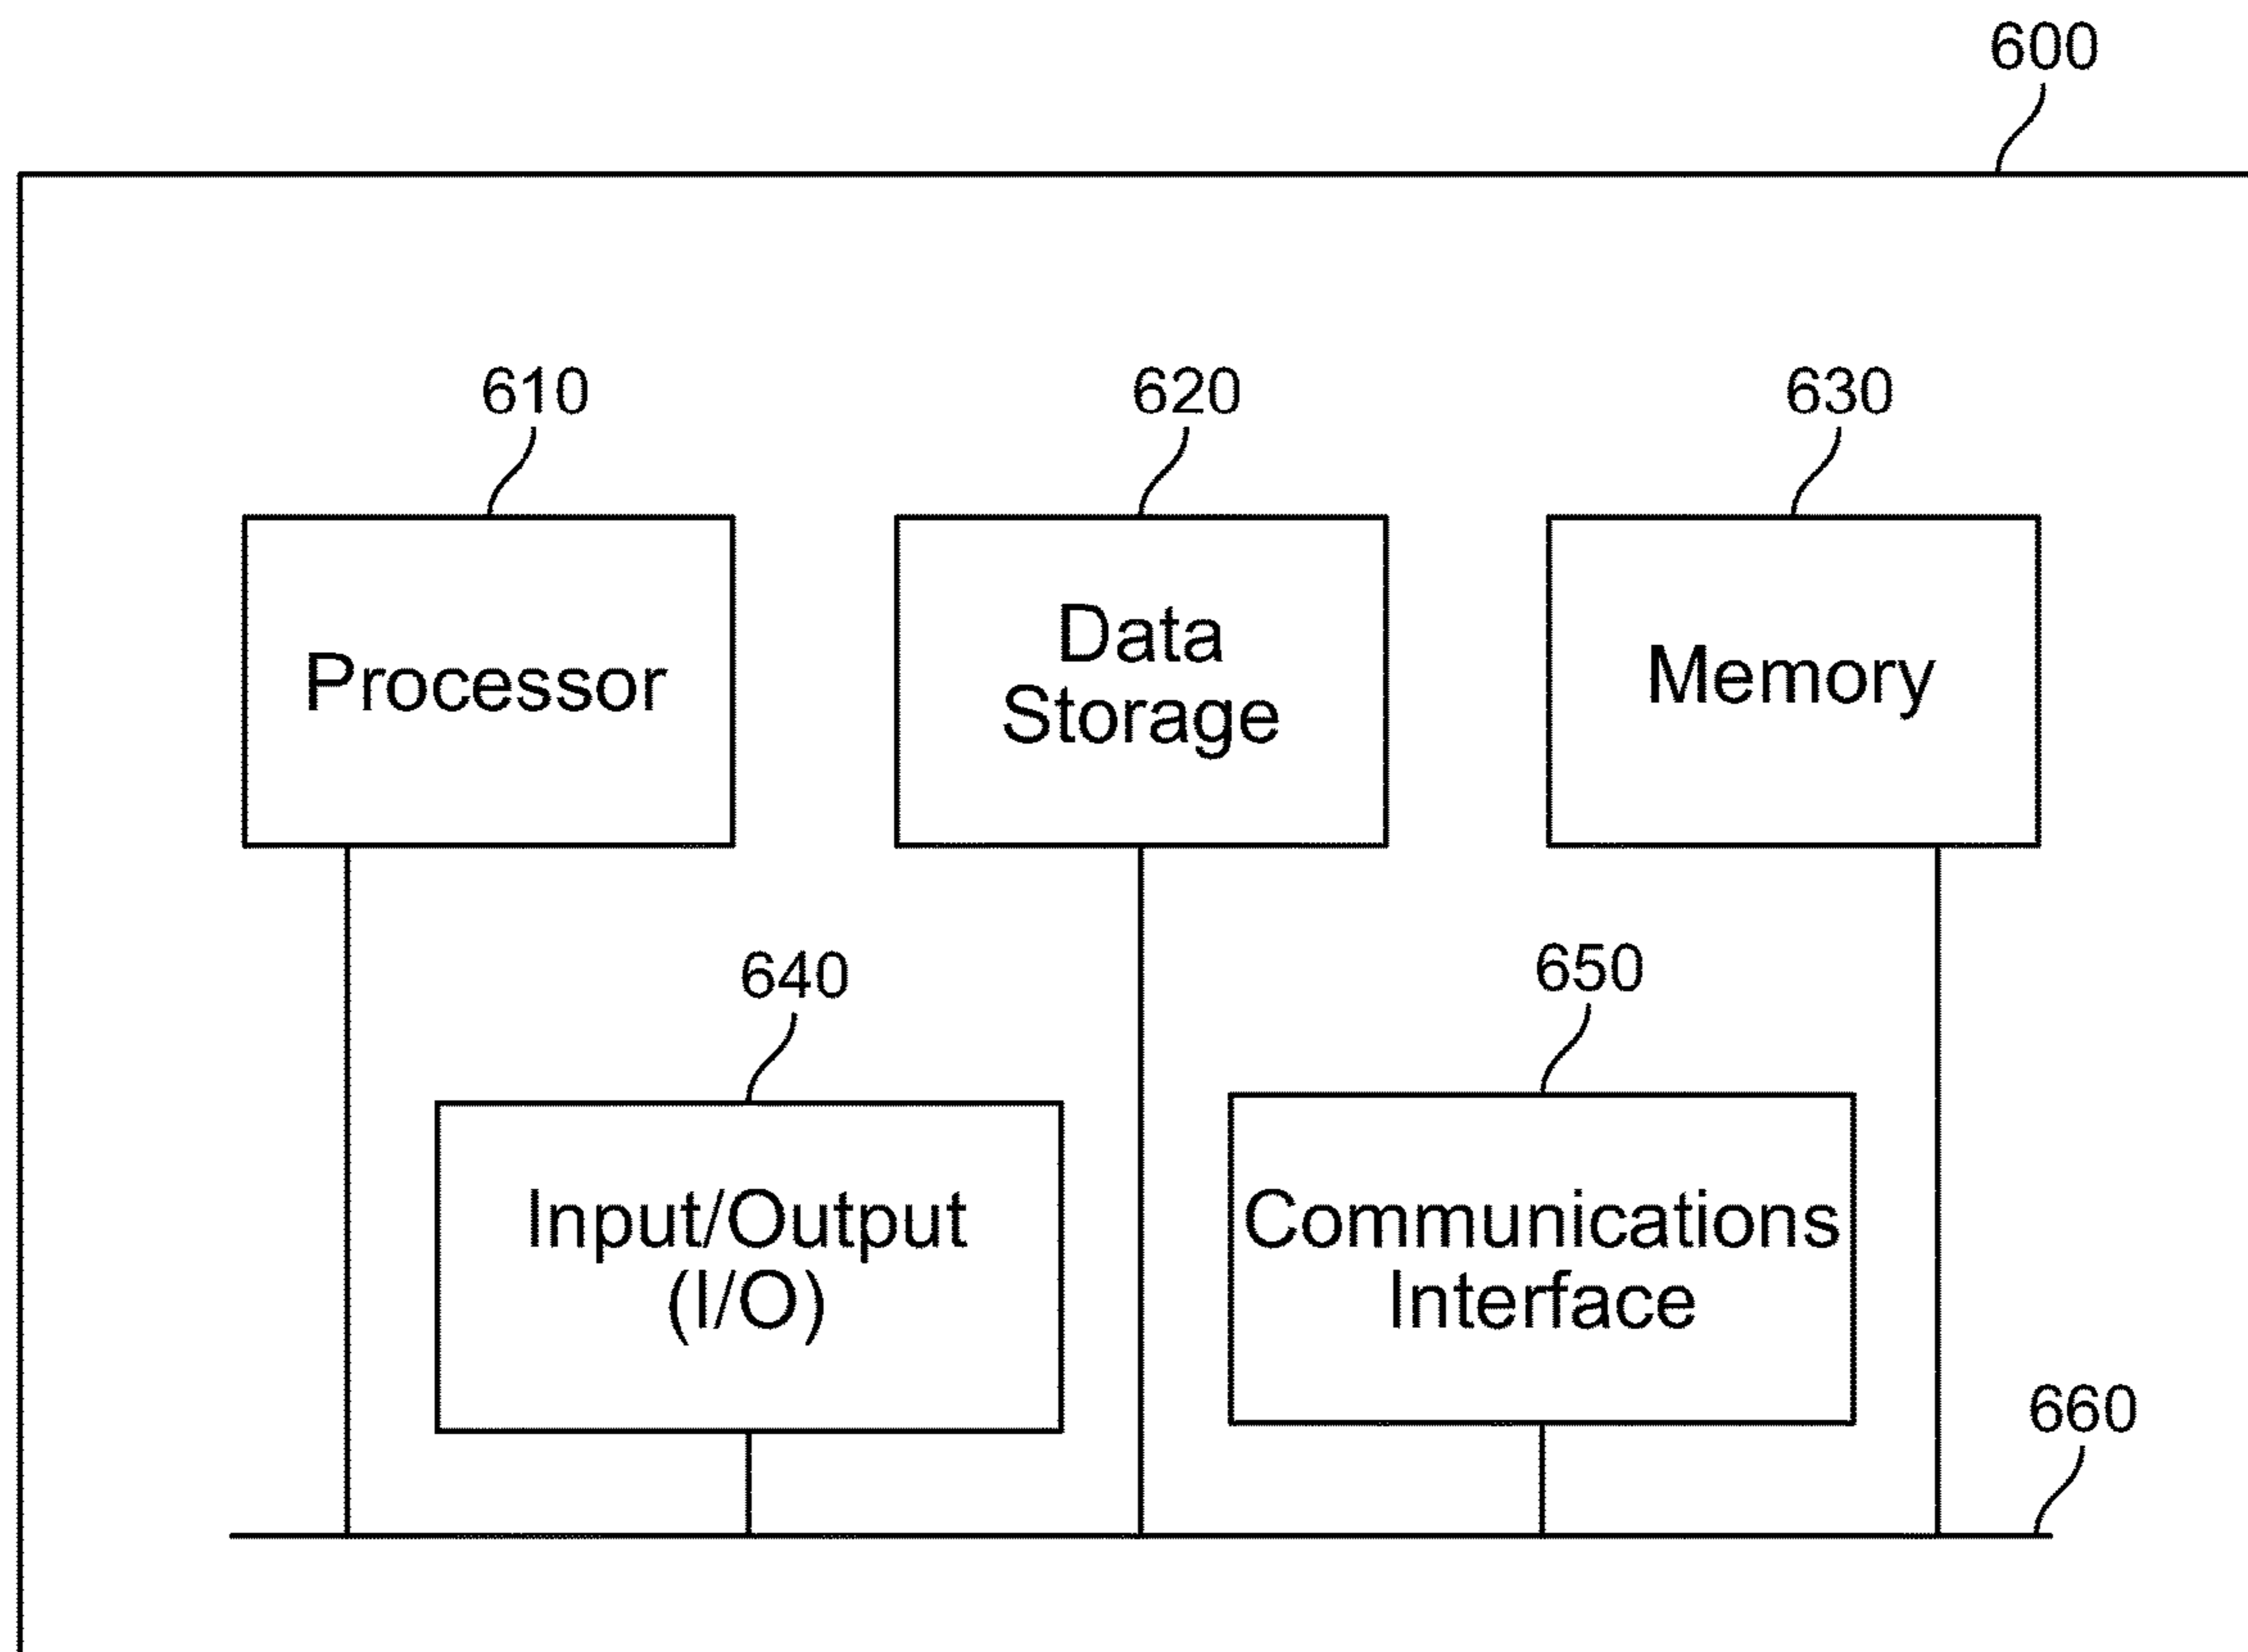 600
610
620
630
Processor
Data
Storage
Memory
640
650
Input/Output
(I/O)
Communications
Interface
660